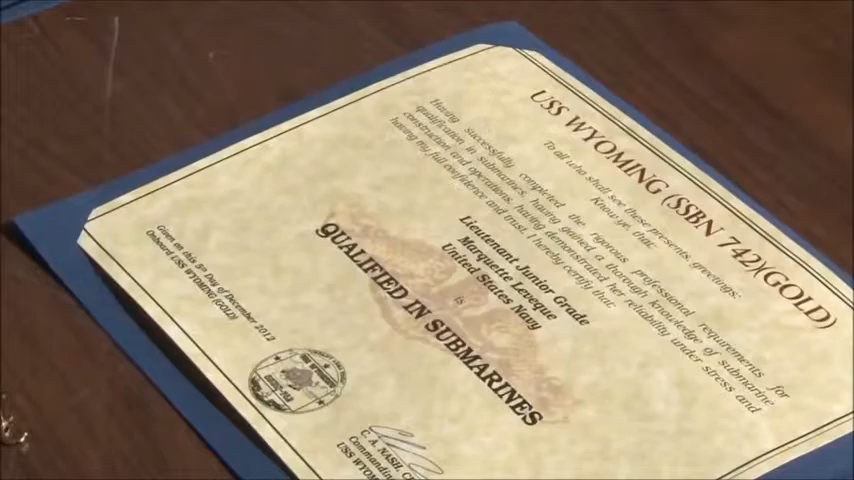 USS WYOMING (SSBN 742)(GOLD)
To all who shall see these presents, greetings:
Know ye, that:
Having successfully completed the rigorous professional requirements for
qualification in submarines, having gained a thorough knowledge of submarine
construction and operations, having demonstrated her reliability under stress and
having my full confidence and trust, I hereby certify that:
Lieutenant Junior Grade
Marquette Leveque
United States Navy
is
QUALIFIED IN SUBMARINES
Given on this 5th Day of December 2012
Onboard USS WYOMING (GOLD)
C. A. NASH,
Commanding
USS WYO